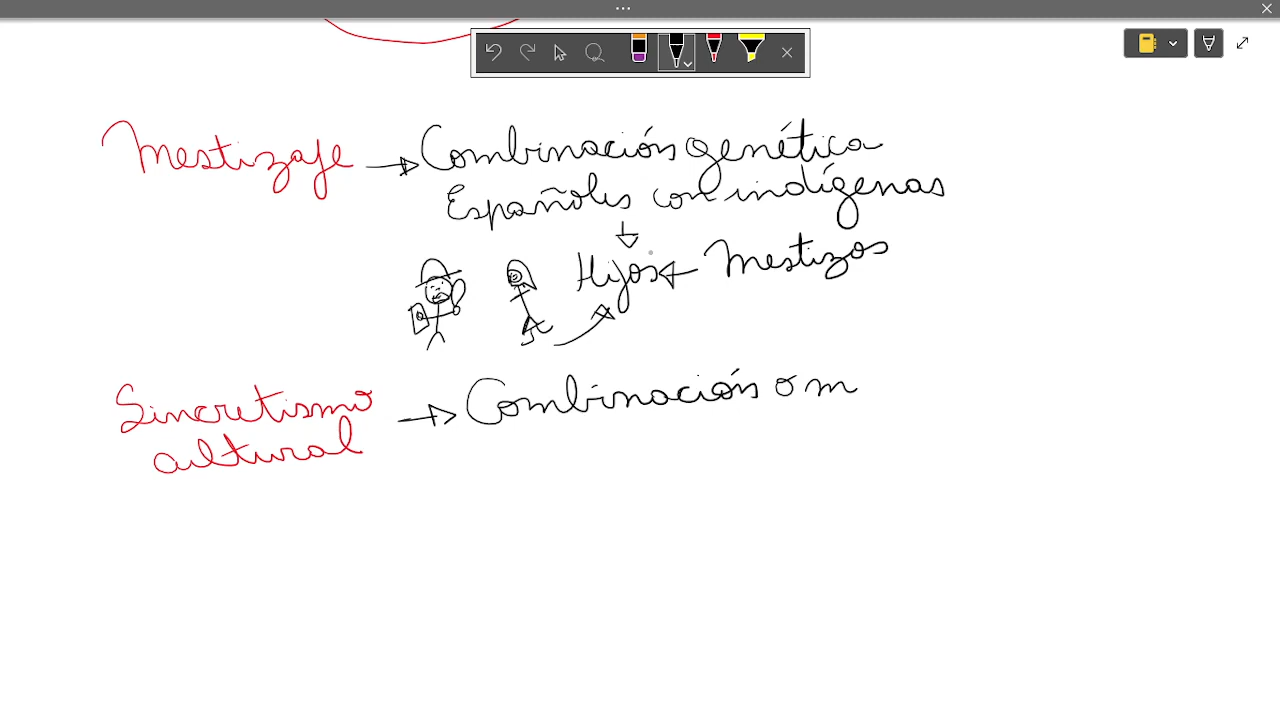 Mestizaje → Combinación genética
Españoles con indígenas
Hijos ← Mestizos
Sincretismo → Combinación o m
cultural